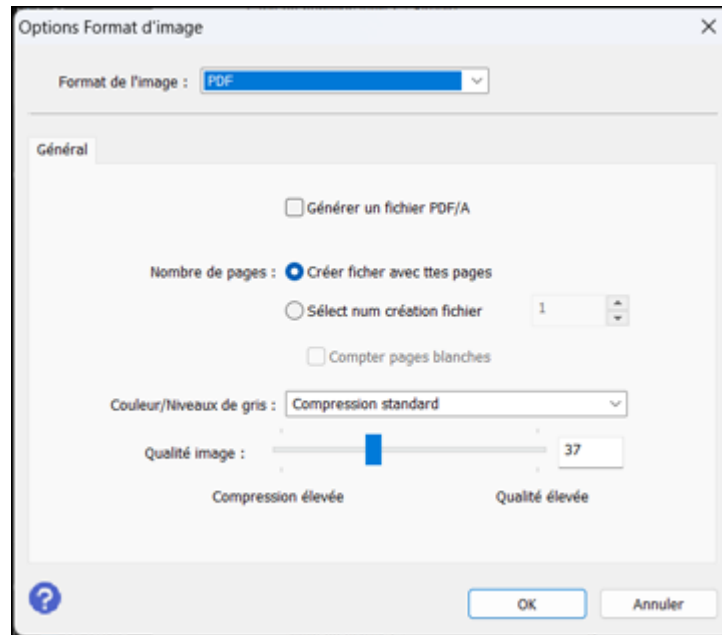 Options Format d'image
Format de l'image : PDF
Général
Générer un fichier PDF/A
Nombre de pages : Créer ficher avec ttes pages
Sélect num création fichier 1
Compter pages blanches
Couleur/Niveaux de gris : Compression standard
Qualité image : 37
Compression élevée Qualité élevée
? OK Annuler